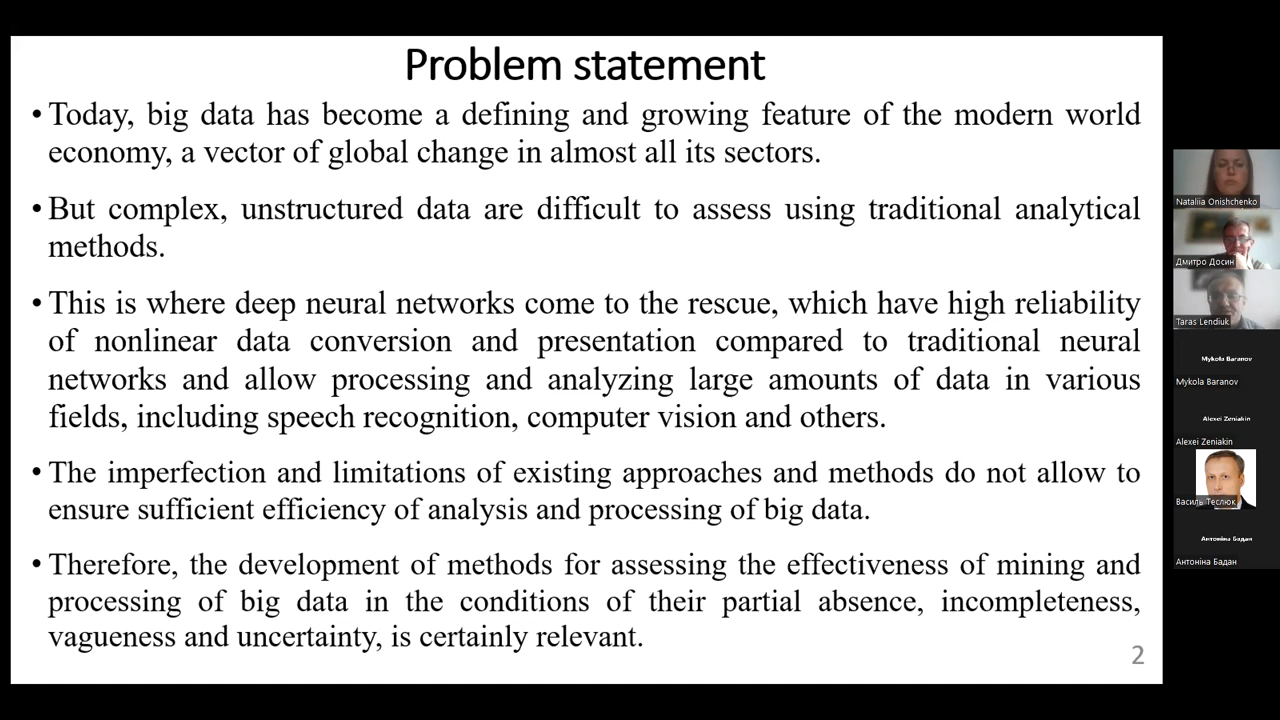 Problem statement
• Today, big data has become a defining and growing feature of the modern world
economy, a vector of global change in almost all its sectors.
• But complex, unstructured data are difficult to assess using traditional analytical
methods.
• This is where deep neural networks come to the rescue, which have high reliability
of nonlinear data conversion and presentation compared to traditional neural
networks and allow processing and analyzing large amounts of data in various
fields, including speech recognition, computer vision and others.
• The imperfection and limitations of existing approaches and methods do not allow to
ensure sufficient efficiency of analysis and processing of big data.
• Therefore, the development of methods for assessing the effectiveness of mining and
processing of big data in the conditions of their partial absence, incompleteness,
vagueness and uncertainty, is certainly relevant.
2
Nataliia Onishchenko
Дмитро Досин
Taras Lendiuk
Mykola Baranov
Mykola Baranov
Alexei Zeniakin
Alexei Zeniakin
Василь Теслюк
Антоніна Бадан
Антоніна Бадан